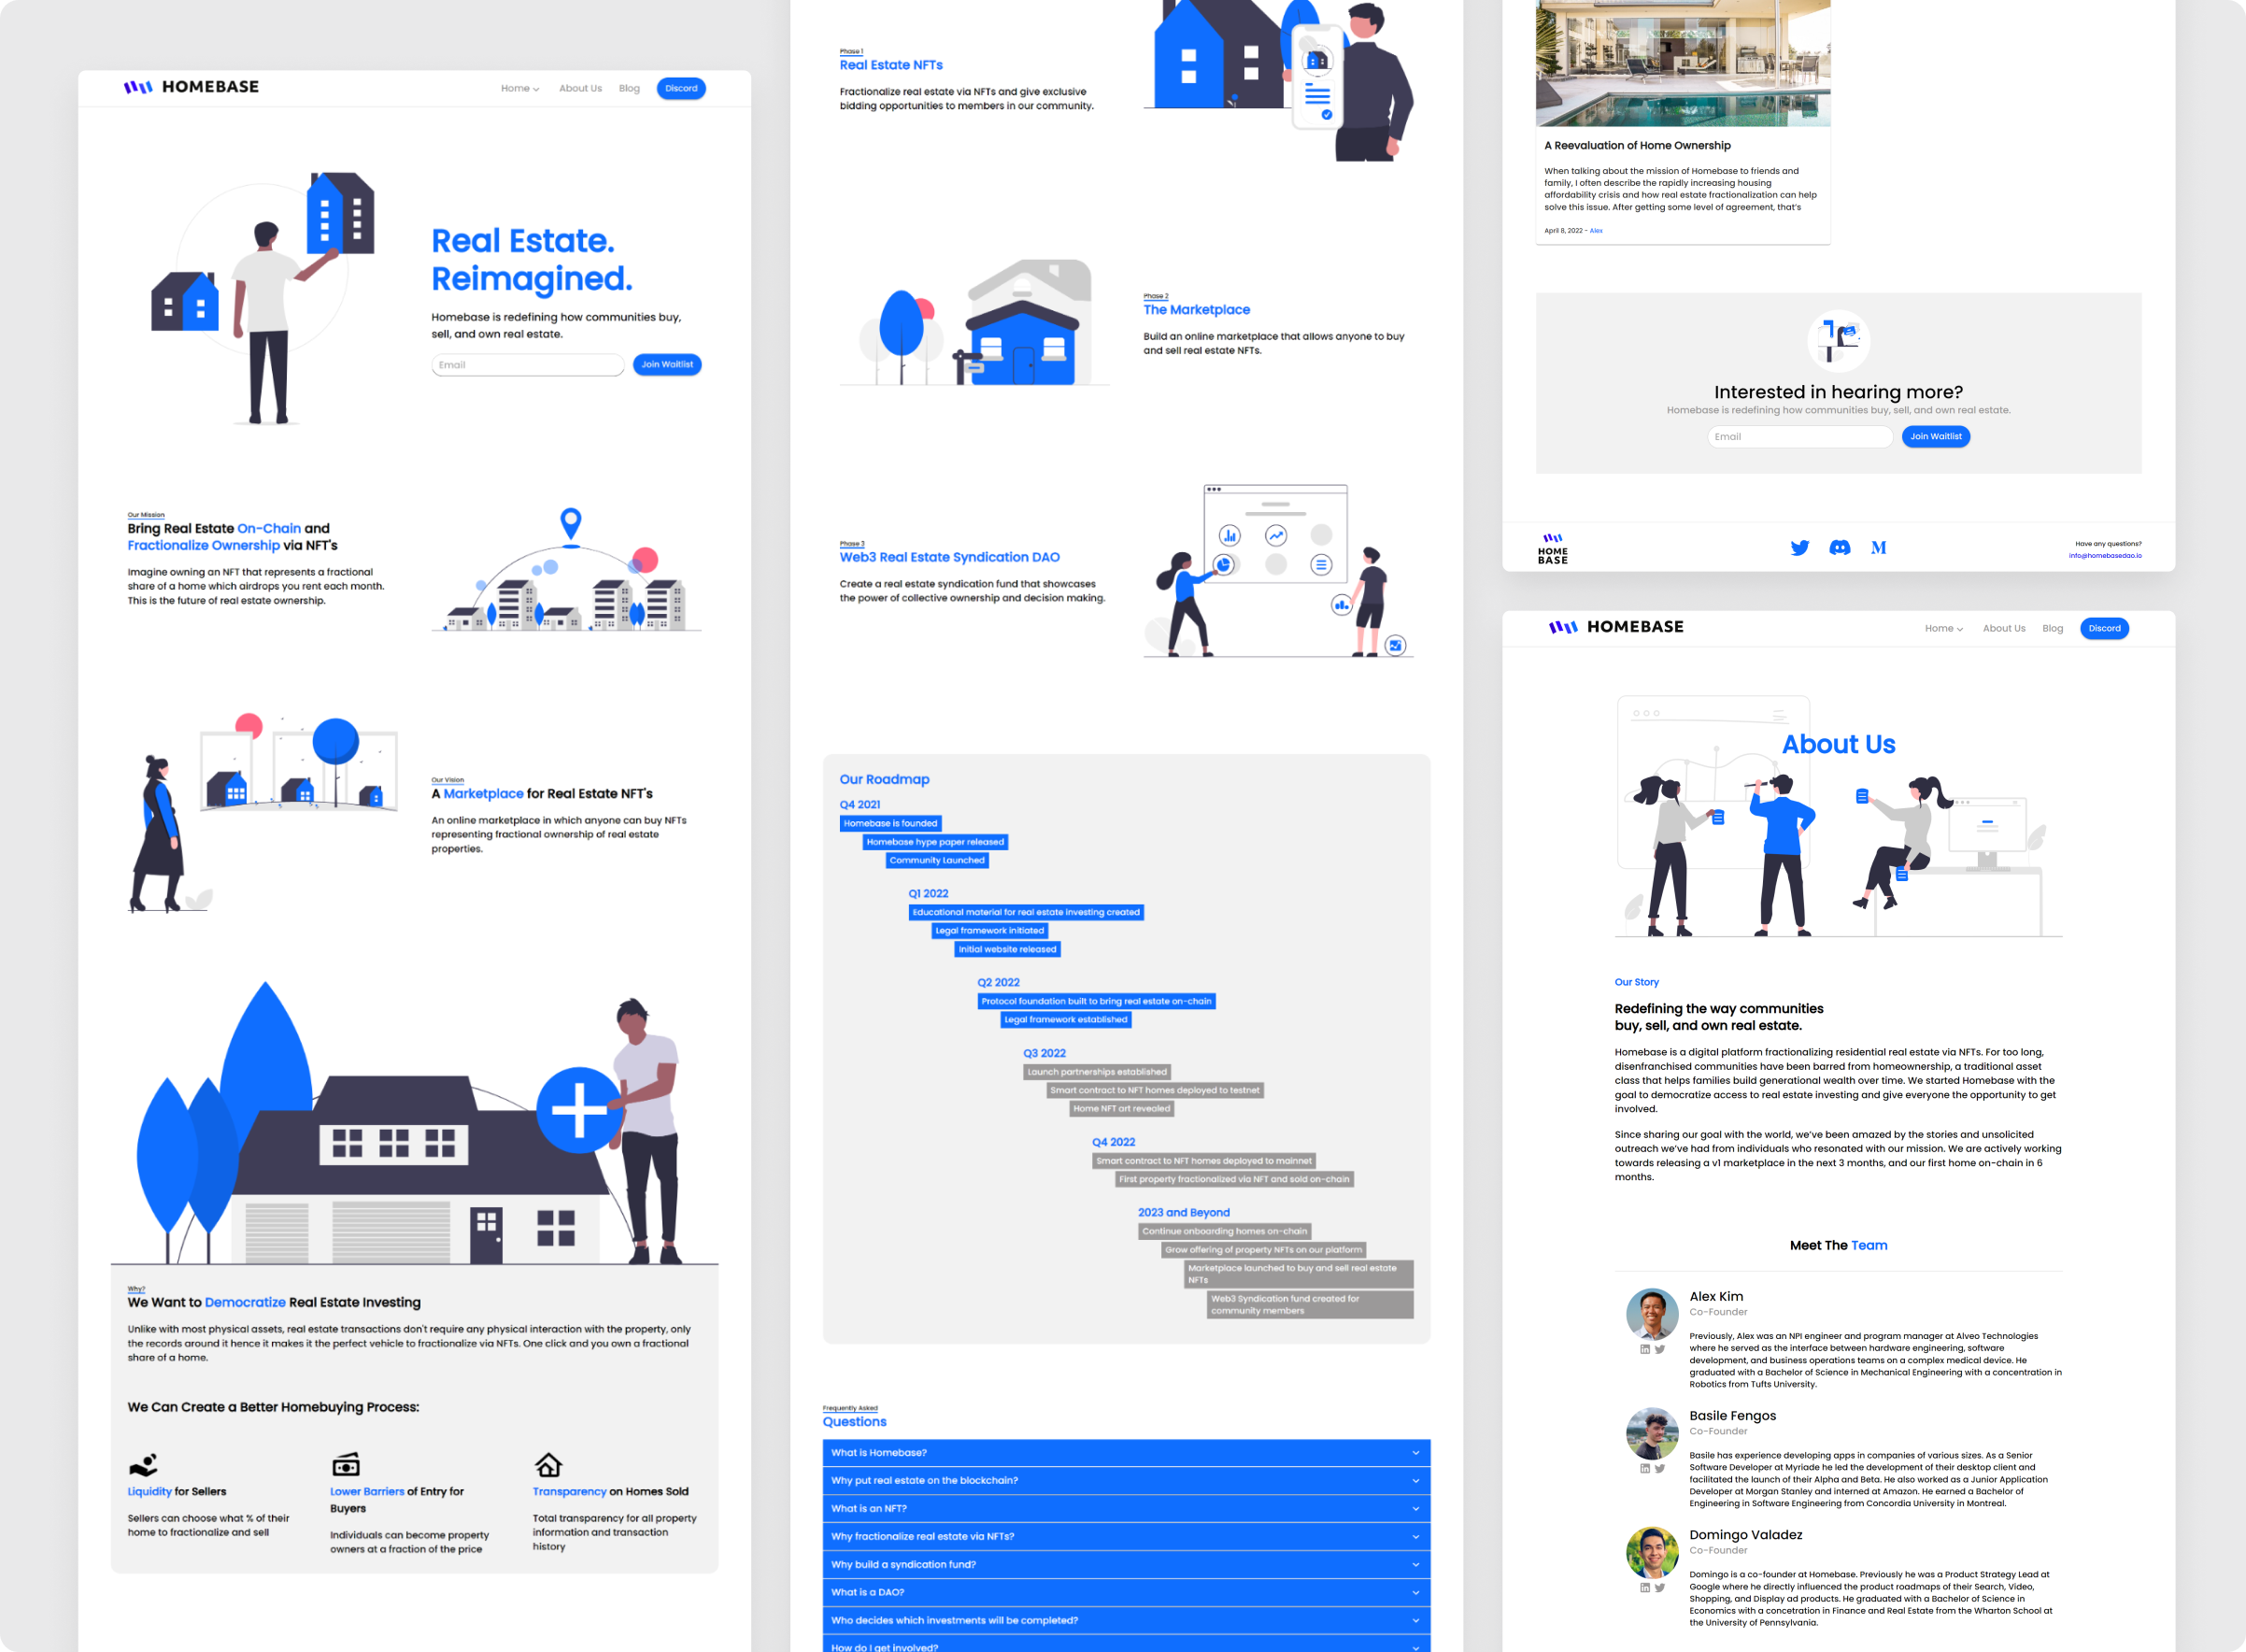 HOMEBASE
Home
About Us
Blog
Discord
Real Estate.
Reimagined.
Homebase is redefining how communities buy,
sell, and own real estate.
Email
Join Waitlist
Our Mission
Bring Real Estate On-Chain and
Fractionalize Ownership via NFT's
Imagine owning an NFT that represents a fractional
share of a home which airdrops you rent each month.
This is the future of real estate ownership.
Our Vision
A Marketplace for Real Estate NFT's
An online marketplace in which anyone can buy NFTs
representing fractional ownership of real estate
properties.
Why?
We Want to Democratize Real Estate Investing
Unlike with most physical assets, real estate transactions don't require any physical interaction with the property, only
the records around it hence it makes it the perfect vehicle to fractionalize via NFTs. One click and you own a fractional
share of a home.
We Can Create a Better Homebuying Process:
Liquidity for Sellers
Sellers can choose what % of their
home to fractionalize and sell
Lower Barriers of Entry for
Buyers
Individuals can become property
owners at a fraction of the price
Transparency on Homes Sold
Total transparency for all property
information and transaction
history
Phase 1
Real Estate NFTs
Fractionalize real estate via NFTs and give exclusive
bidding opportunities to members in our community.
Phase 2
The Marketplace
Build an online marketplace that allows anyone to buy
and sell real estate NFTs.
Phase 3
Web3 Real Estate Syndication DAO
Create a real estate syndication fund that showcases
the power of collective ownership and decision making.
Our Roadmap
Q4 2021
Homebase is founded
Homebase hype paper released
Community Launched
Q1 2022
Educational material for real estate investing created
Legal framework initiated
Initial website released
Q2 2022
Protocol foundation built to bring real estate on-chain
Legal framework established
Q3 2022
Launch partnerships established
Smart contract to NFT homes deployed to testnet
Home NFT art revealed
Q4 2022
Smart contract to NFT homes deployed to mainnet
First property fractionalized via NFT and sold on-chain
2023 and Beyond
Continue onboarding homes on-chain
Grow offering of property NFTs on our platform
Marketplace launched to buy and sell real estate
NFTs
Web3 Syndication fund created for
community members
Frequently Asked
Questions
What is Homebase?
Why put real estate on the blockchain?
What is an NFT?
Why fractionalize real estate via NFTs?
Why build a syndication fund?
What is a DAO?
Who decides which investments will be completed?
How do I get involved?
A Reevaluation of Home Ownership
When talking about the mission of Homebase to friends and
family, I often describe the rapidly increasing housing
affordability crisis and how real estate fractionalization can help
solve this issue. After getting some level of agreement, that's
April 8, 2022 - Alex
Interested in hearing more?
Homebase is redefining how communities buy, sell, and own real estate.
Email
Join Waitlist
HOME
BASE
M
Have any questions?
info@homebasedao.io
HOMEBASE
Home
About Us
Blog
Discord
About Us
Our Story
Redefining the way communities
buy, sell, and own real estate.
Homebase is a digital platform fractionalizing residential real estate via NFTs. For too long,
disenfranchised communities have been barred from homeownership, a traditional asset
class that helps families build generational wealth over time. We started Homebase with the
goal to democratize access to real estate investing and give everyone the opportunity to get
involved.
Since sharing our goal with the world, we've been amazed by the stories and unsolicited
outreach we've had from individuals who resonated with our mission. We are actively working
towards releasing a v1 marketplace in the next 3 months, and our first home on-chain in 6
months.
Meet The Team
Alex Kim
Co-Founder
Previously, Alex was an NPI engineer and program manager at Alveo Technologies
where he served as the interface between hardware engineering, software
development, and business operations teams on a complex medical device. He
graduated with a Bachelor of Science in Mechanical Engineering with a concentration in
Robotics from Tufts University.
Basile Fengos
Co-Founder
Basile has experience developing apps in companies of various sizes. As a Senior
Software Developer at Myriade he led the development of their desktop client and
facilitated the launch of their Alpha and Beta. He also worked as a Junior Application
Developer at Morgan Stanley and interned at Amazon. He earned a Bachelor of
Engineering in Software Engineering from Concordia University in Montreal.
Domingo Valadez
Co-Founder
Domingo is a co-founder at Homebase. Previously he was a Product Strategy Lead at
Google where he directly influenced the product roadmaps of their Search, Video,
Shopping, and Display ad products. He graduated with a Bachelor of Science in
Economics with a concetration in Finance and Real Estate from the Wharton School at
the University of Pennsylvania.